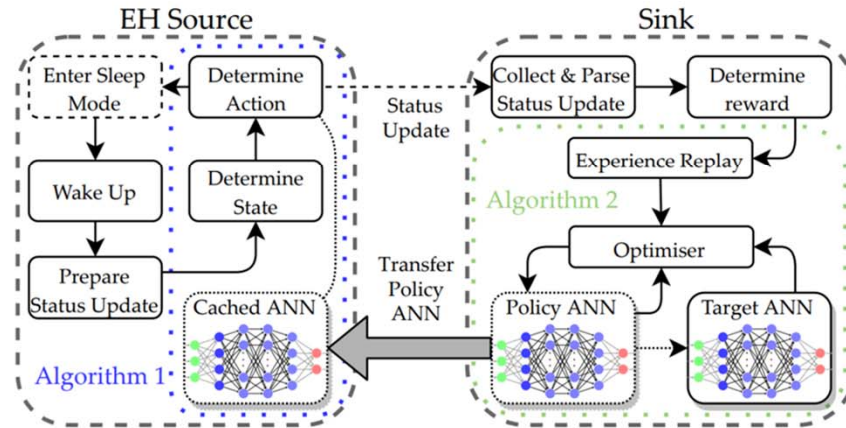 EH Source
Sink
Enter Sleep
Mode
Determine
Action
Wake Up
Determine
State
Prepare
Status Update
Cached ANN
Algorithm 1
Status
Update
Transfer
Policy
ANN
Collect & Parse
Status Update
Determine
reward
Experience Replay
Algorithm 2
Optimiser
Policy ANN
Target ANN